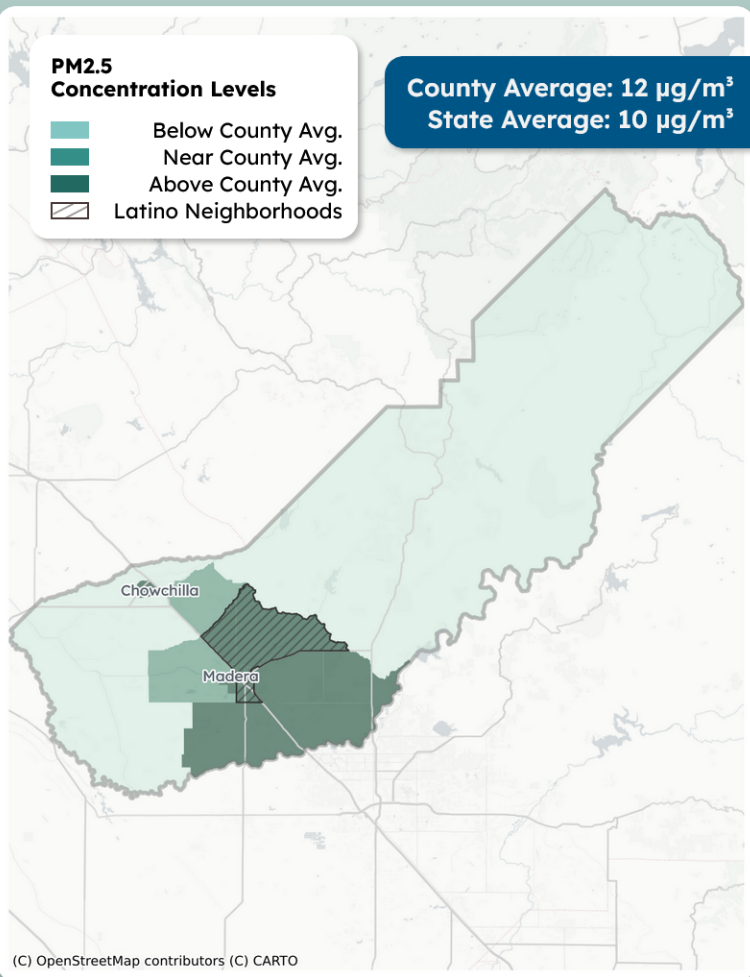 PM2.5
Concentration Levels
Below County Avg.
Near County Avg.
Above County Avg.
Latino Neighborhoods
County Average: 12 µg/m³
State Average: 10 µg/m³
Chowchilla
Madera
(C) OpenStreetMap contributors (C) CARTO